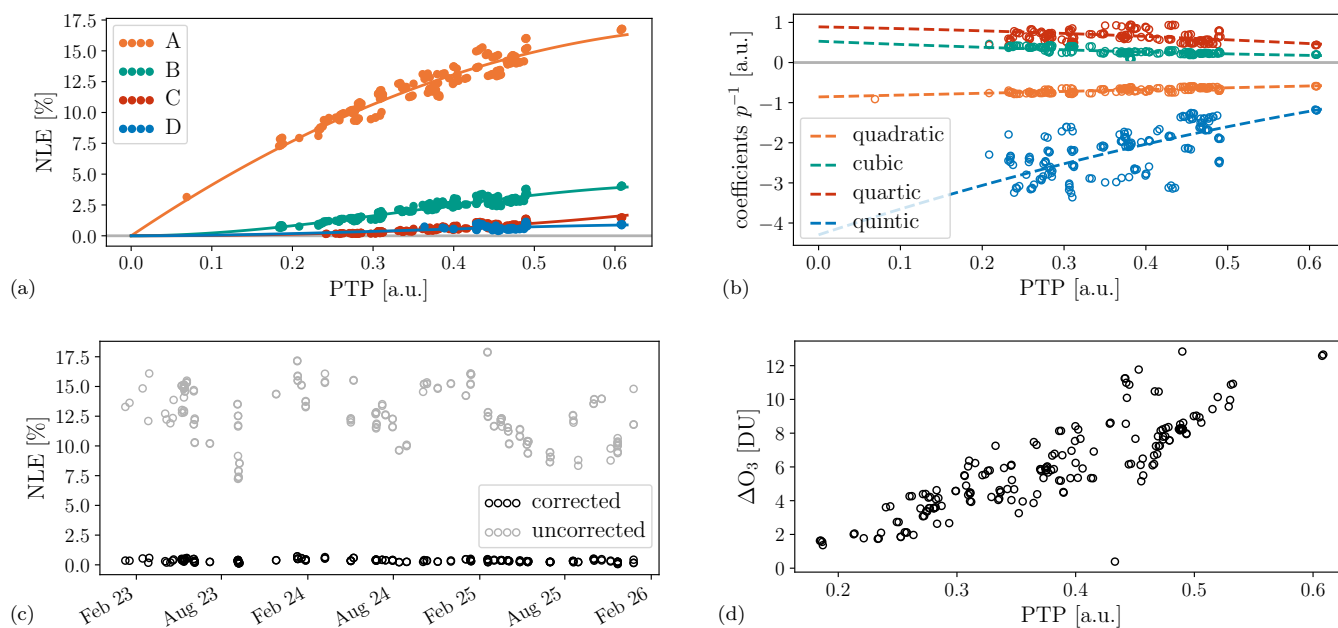 17.5
15.0
12.5
10.0
7.5
5.0
2.5
0.0
NLE [%]
A
B
C
D
0.0 0.1 0.2 0.3 0.4 0.5 0.6
PTP [a.u.]
(a)
1
0
−1
−2
−3
−4
coefficients p⁻¹ [a.u.]
quadratic
cubic
quartic
quintic
0.0 0.1 0.2 0.3 0.4 0.5 0.6
PTP [a.u.]
(b)
17.5
15.0
12.5
10.0
7.5
5.0
2.5
0.0
NLE [%]
corrected
uncorrected
Feb 23 Aug 23 Feb 24 Aug 24 Feb 25 Aug 25 Feb 26
(c)
12
10
8
6
4
2
0
ΔO₃ [DU]
0.2 0.3 0.4 0.5 0.6
PTP [a.u.]
(d)